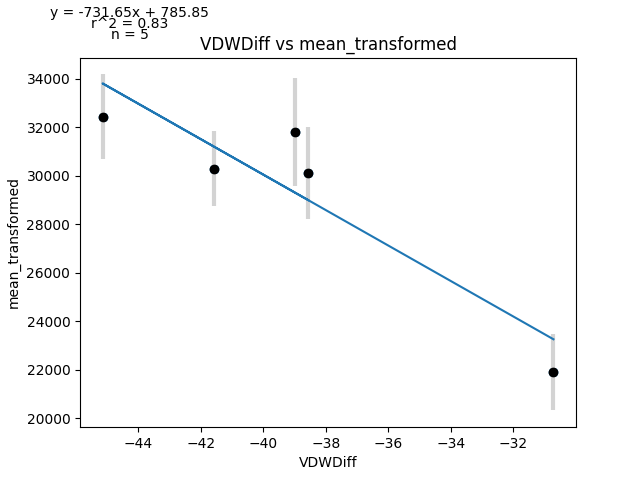 y = -731.65x + 785.85
r^2 = 0.83
n = 5
VDWDiff vs mean_transformed
34000
32000
30000
28000
26000
24000
22000
20000
mean_transformed
−44
−42
−40
−38
−36
−34
−32
VDWDiff